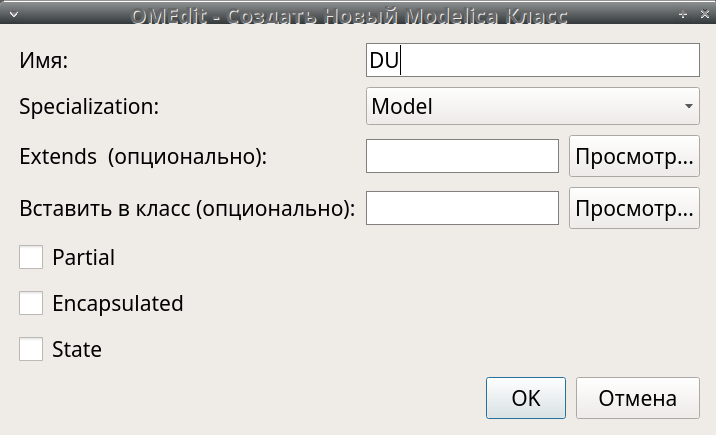 OMEdit - Создать Новый Modelica Класс
Имя: DU
Specialization: Model
Extends (опционально): Просмотр...
Вставить в класс (опционально): Просмотр...
Partial
Encapsulated
State
OK Отмена